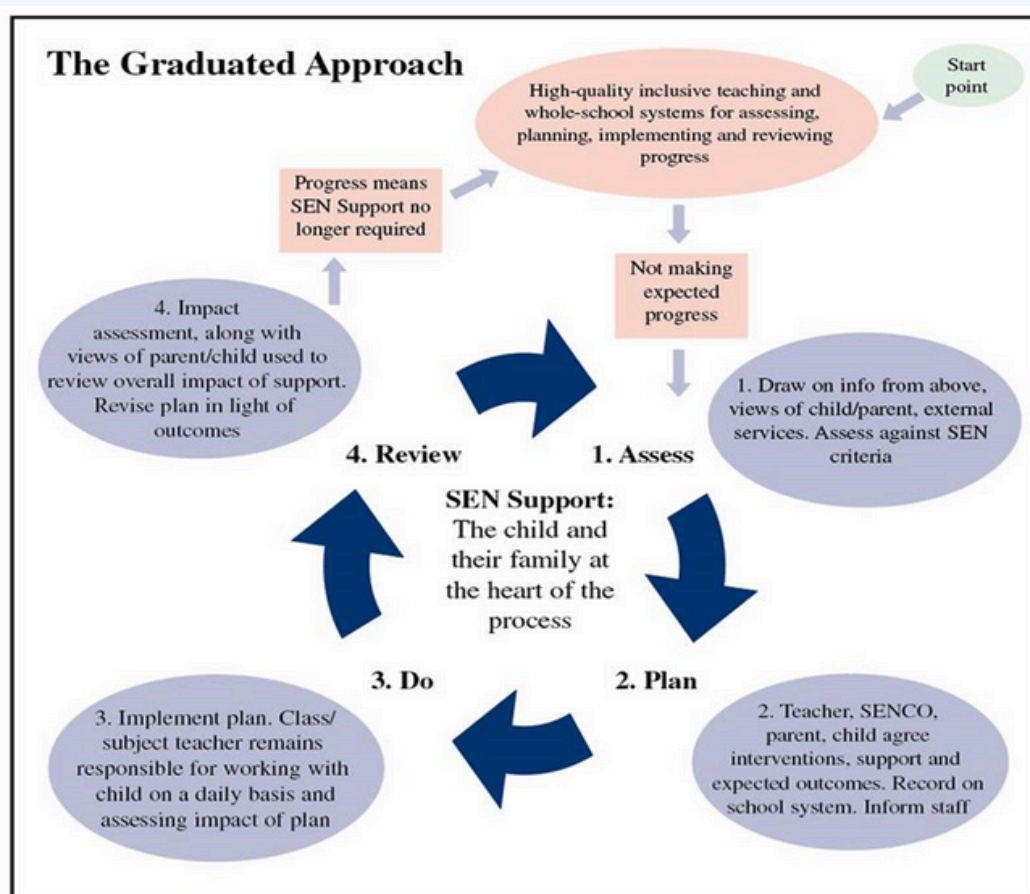 The Graduated Approach
Start
point
High-quality inclusive teaching and
whole-school systems for assessing,
planning, implementing and reviewing
progress
Progress means
SEN Support no
longer required
Not making
expected
progress
4. Impact
assessment, along with
views of parent/child used to
review overall impact of support.
Revise plan in light of
outcomes
1. Draw on info from above,
views of child/parent, external
services. Assess against SEN
criteria
4. Review
1. Assess
SEN Support:
The child and
their family at
the heart of the
process
3. Do
2. Plan
3. Implement plan. Class/
subject teacher remains
responsible for working with
child on a daily basis and
assessing impact of plan
2. Teacher, SENCO,
parent, child agree
interventions, support and
expected outcomes. Record on
school system. Inform staff